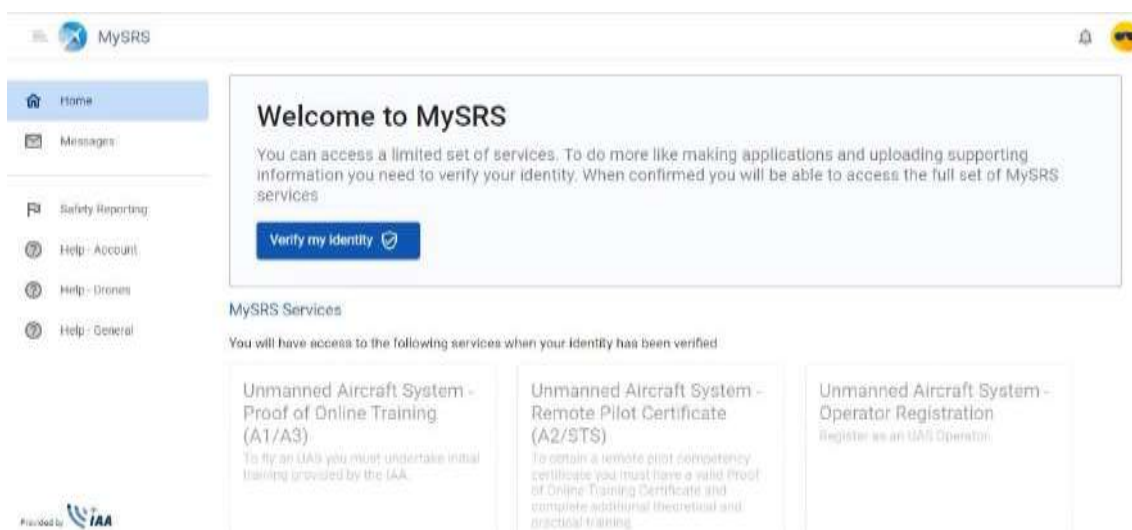 MySRS
Home
Messages
Safety Reporting
Help - Account
Help - Drones
Help - General
Provided by IAA
Welcome to MySRS
You can access a limited set of services. To do more like making applications and uploading supporting
information you need to verify your identity. When confirmed you will be able to access the full set of MySRS
services
Verify my identity
MySRS Services
You will have access to the following services when your identity has been verified
Unmanned Aircraft System -
Proof of Online Training
(A1/A3)
To fly an UAS you must undertake initial
training provided by the IAA.
Unmanned Aircraft System -
Remote Pilot Certificate
(A2/STS)
To obtain a remote pilot competency
certificate you must have a valid Proof
of Online Training Certificate and
complete additional theoretical and
practical training
Unmanned Aircraft System -
Operator Registration
Register as an UAS Operator.